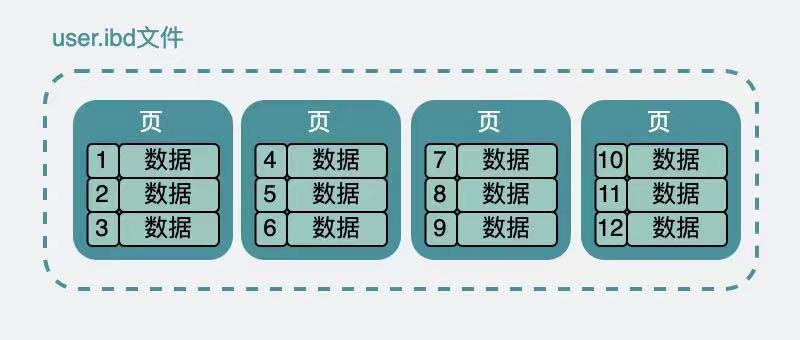 user.ibd文件
页 页 页 页
1 数据 4 数据 7 数据 10 数据
2 数据 5 数据 8 数据 11 数据
3 数据 6 数据 9 数据 12 数据